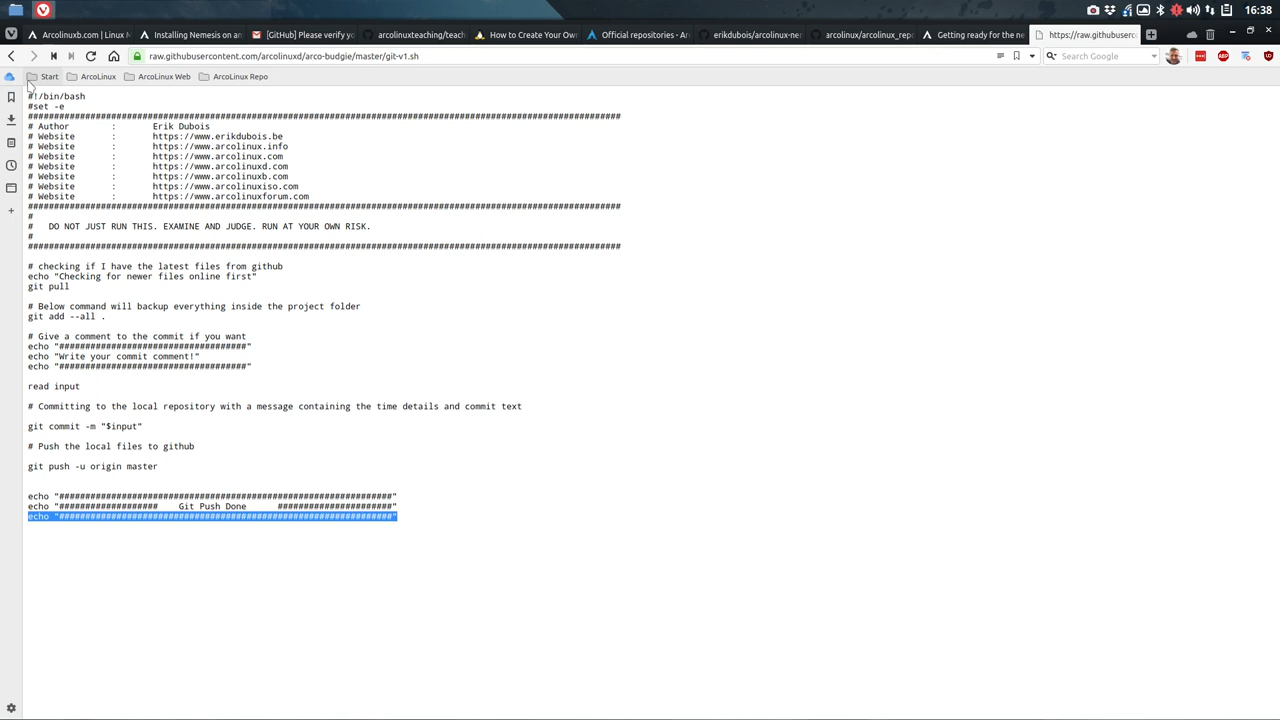 16:38
Arcolinuxb.com | Linux M
Installing Nemesis on Arc
[GitHub] Please verify yo
arcolinuxteaching/teach
How to Create Your Own
Official repositories - Ar
erikdubois/arcolinux-ner
arcolinux/arcolinux_repo
Getting ready for the ne
https://raw.githubuserc
raw.githubusercontent.com/arcolinuxd/arco-budgie/master/git-v1.sh
Search Google
ABP
Start
ArcoLinux
ArcoLinux Web
ArcoLinux Repo
#!/bin/bash
#set -e
##################################################################################################################
# Author : Erik Dubois
# Website : https://www.erikdubois.be
# Website : https://www.arcolinux.info
# Website : https://www.arcolinux.com
# Website : https://www.arcolinuxd.com
# Website : https://www.arcolinuxb.com
# Website : https://www.arcolinuxiso.com
# Website : https://www.arcolinuxforum.com
##################################################################################################################
#
# DO NOT JUST RUN THIS. EXAMINE AND JUDGE. RUN AT YOUR OWN RISK.
#
##################################################################################################################
# checking if I have the latest files from github
echo "Checking for newer files online first"
git pull
# Below command will backup everything inside the project folder
git add --all .
# Give a comment to the commit if you want
echo "####################################"
echo "Write your commit comment!"
echo "####################################"
read input
# Committing to the local repository with a message containing the time details and commit text
git commit -m "$input"
# Push the local files to github
git push -u origin master
echo "################################################################"
echo "################### Git Push Done ######################"
echo "################################################################"